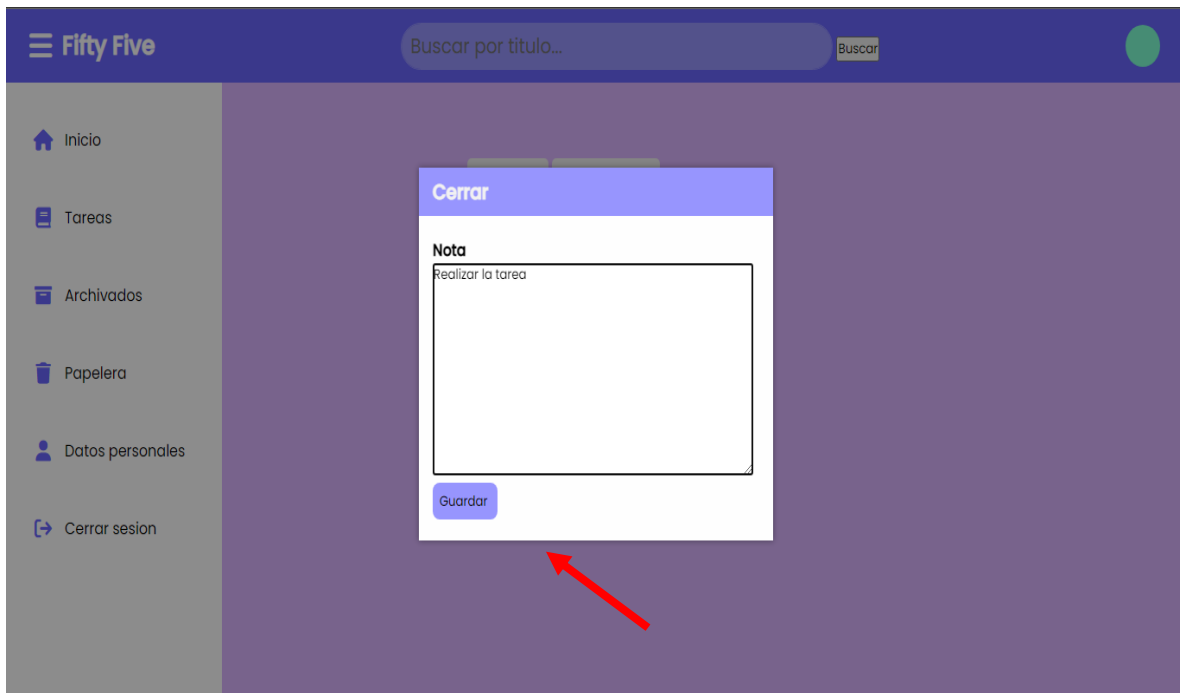 Fifty Five
Buscar por titulo...
Buscar
Inicio
Tareas
Archivados
Papelera
Datos personales
Cerrar sesion
Cerrar
Nota
Realizar la tarea
Guardar